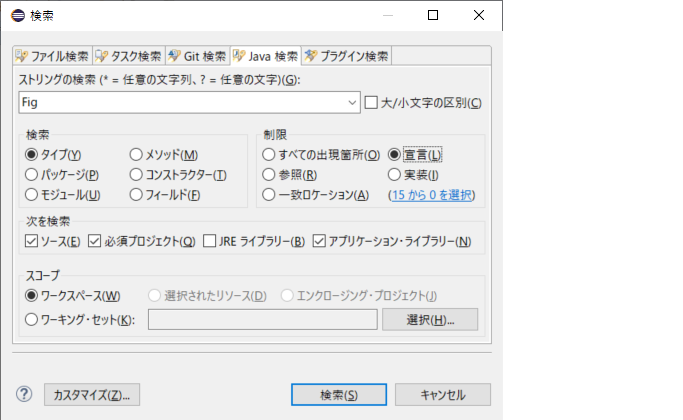 検索
ファイル検索 タスク検索 Git 検索 Java 検索 プラグイン検索
ストリングの検索 (* = 任意の文字列、? = 任意の文字)(G):
Fig 大/小文字の区別(C)
検索 制限
タイプ(Y) メソッド(M) すべての出現箇所(O) 宣言(L)
パッケージ(P) コンストラクター(T) 参照(R) 実装(I)
モジュール(U) フィールド(F) 一致ロケーション(A) (15 から 0 を選択)
次を検索
ソース(E) 必須プロジェクト(Q) JRE ライブラリー(B) アプリケーション・ライブラリー(N)
スコープ
ワークスペース(W) 選択されたリソース(D) エンクロージング・プロジェクト(J)
ワーキング・セット(K): 選択(H)...
? カスタマイズ(Z)... 検索(S) キャンセル